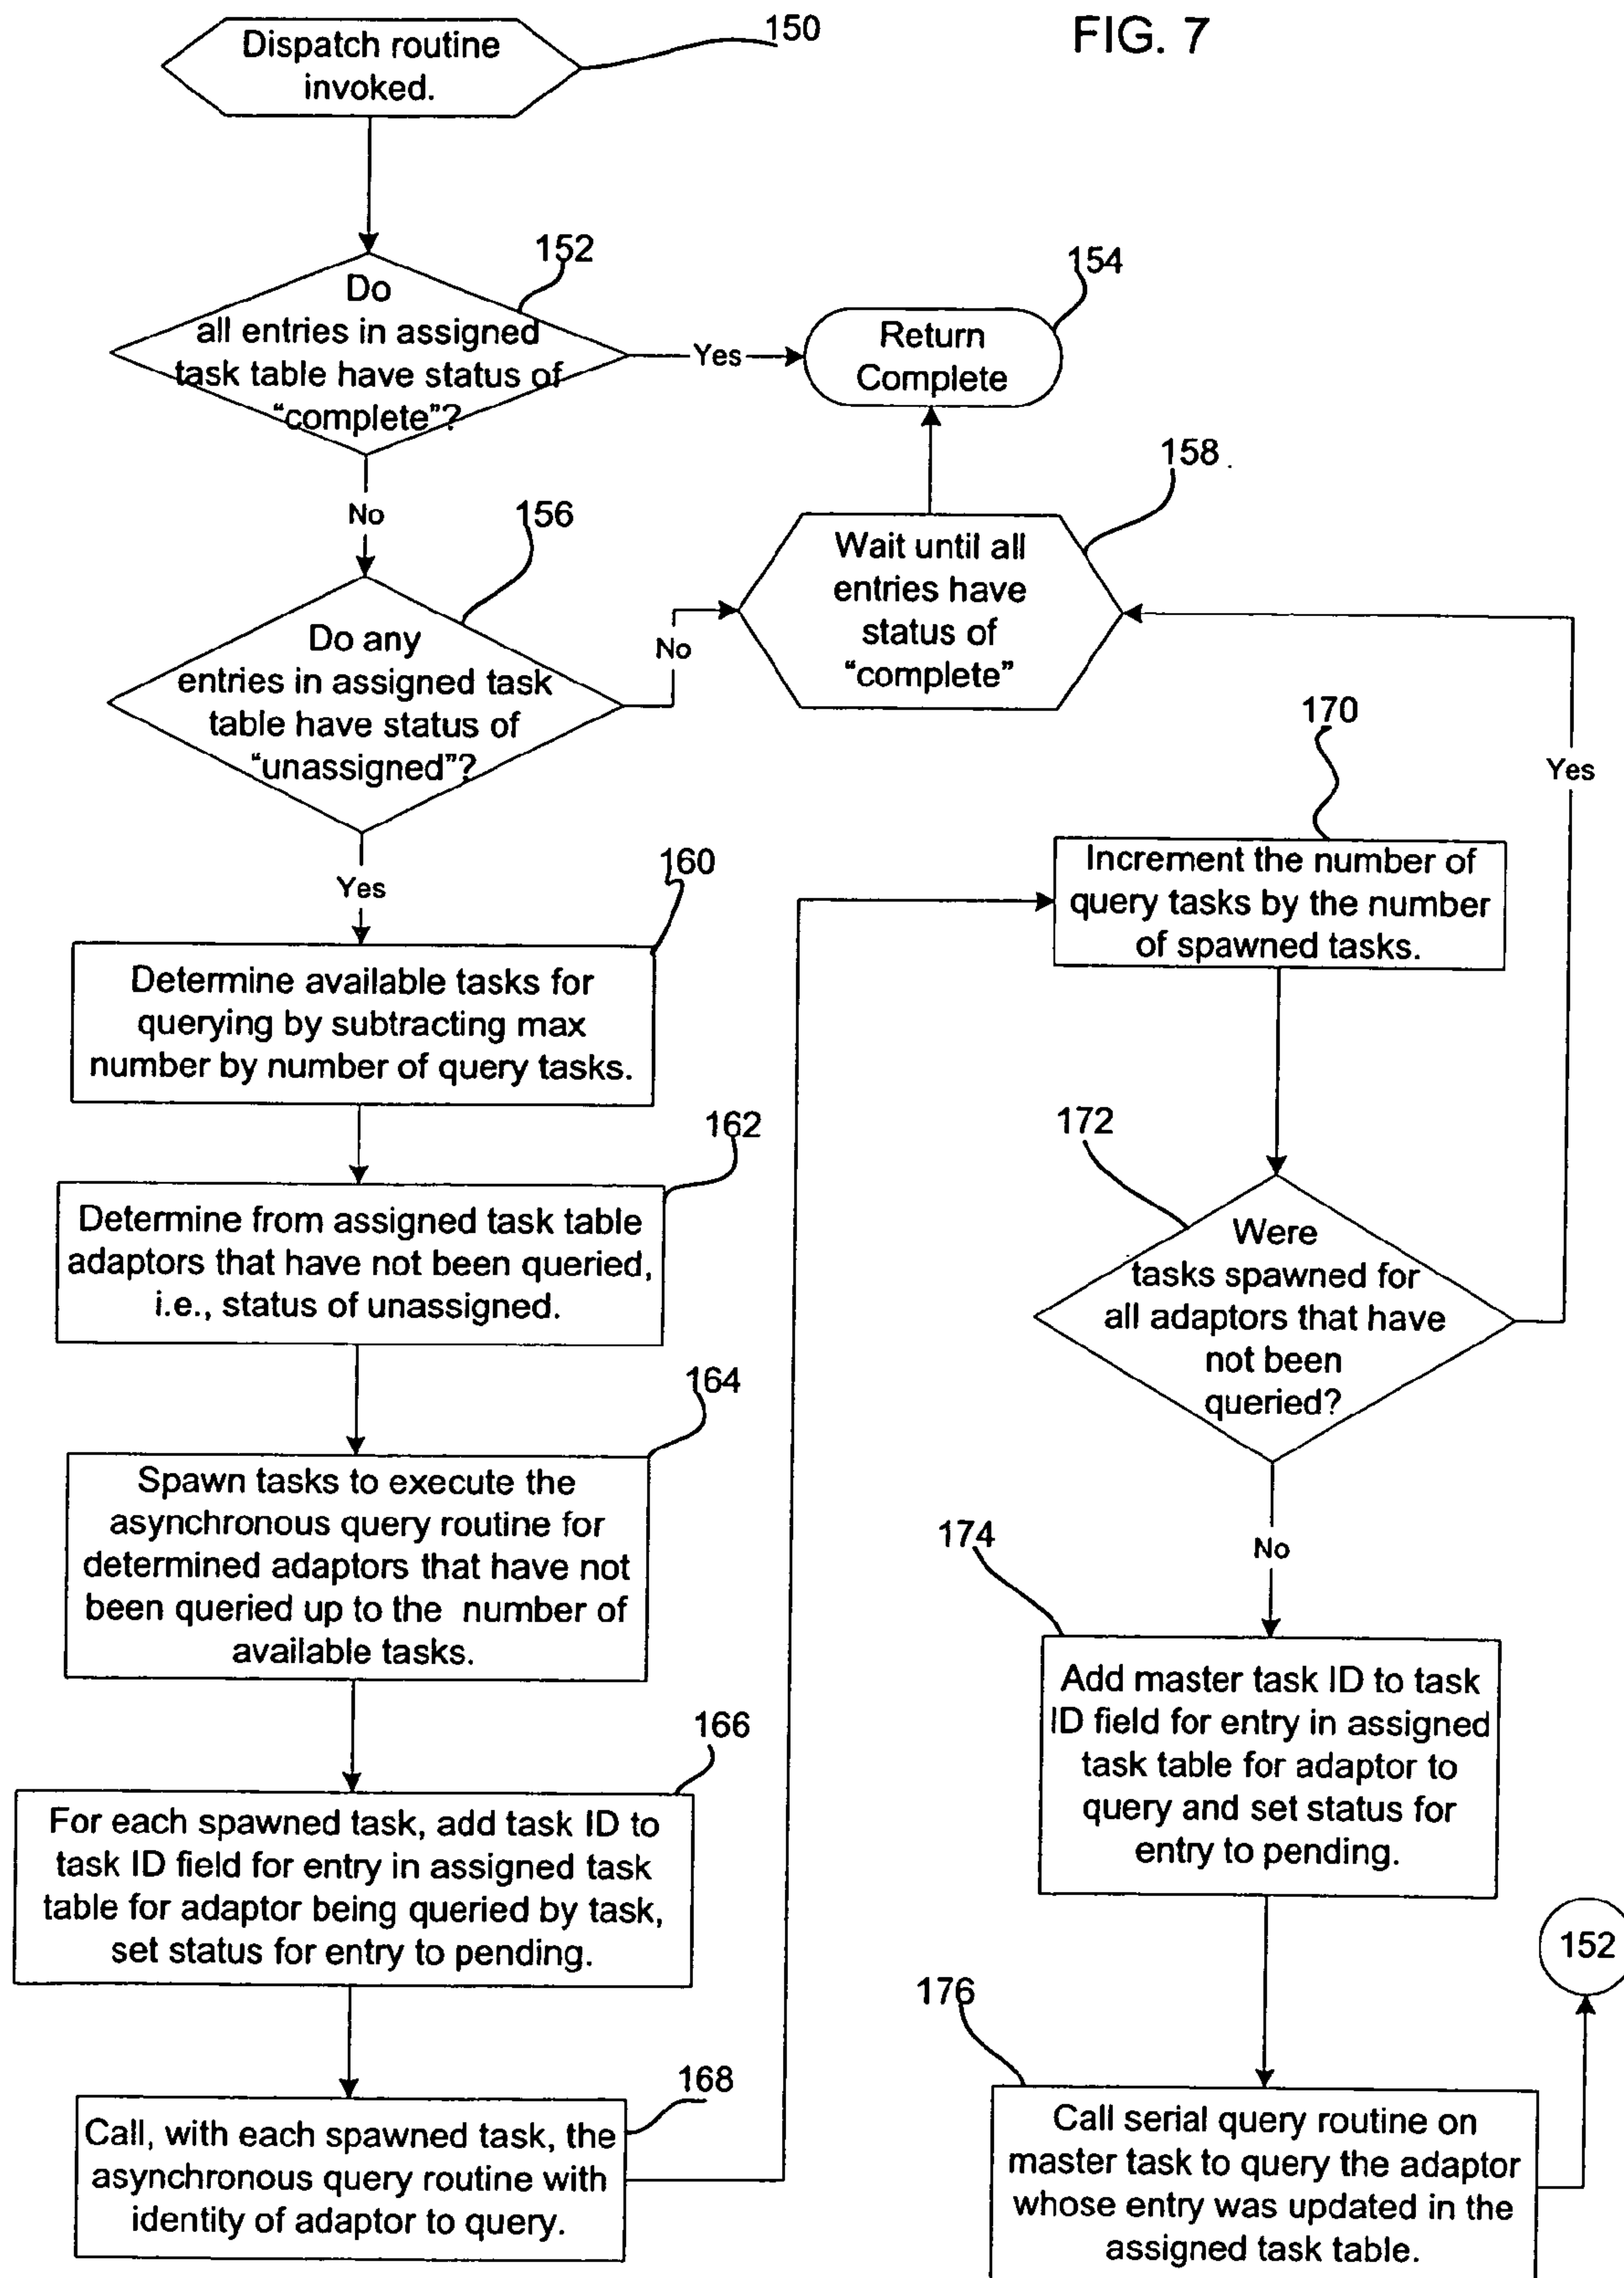 FIG. 7
150
Dispatch routine
invoked.
152
Do
all entries in assigned
task table have status of
“complete”?
Yes
154
Return
Complete
No
156
Do any
entries in assigned task
table have status of
“unassigned”?
No
158
Wait until all
entries have
status of
“complete”
Yes
160
Determine available tasks for
querying by subtracting max
number by number of query tasks.
162
Determine from assigned task table
adaptors that have not been queried,
i.e., status of unassigned.
164
Spawn tasks to execute the
asynchronous query routine for
determined adaptors that have not
been queried up to the number of
available tasks.
166
For each spawned task, add task ID to
task ID field for entry in assigned task
table for adaptor being queried by task,
set status for entry to pending.
168
Call, with each spawned task, the
asynchronous query routine with
identity of adaptor to query.
170
Increment the number of
query tasks by the number
of spawned tasks.
Yes
172
Were
tasks spawned for
all adaptors that have
not been
queried?
No
174
Add master task ID to task
ID field for entry in assigned
task table for adaptor to
query and set status for
entry to pending.
152
176
Call serial query routine on
master task to query the adaptor
whose entry was updated in the
assigned task table.